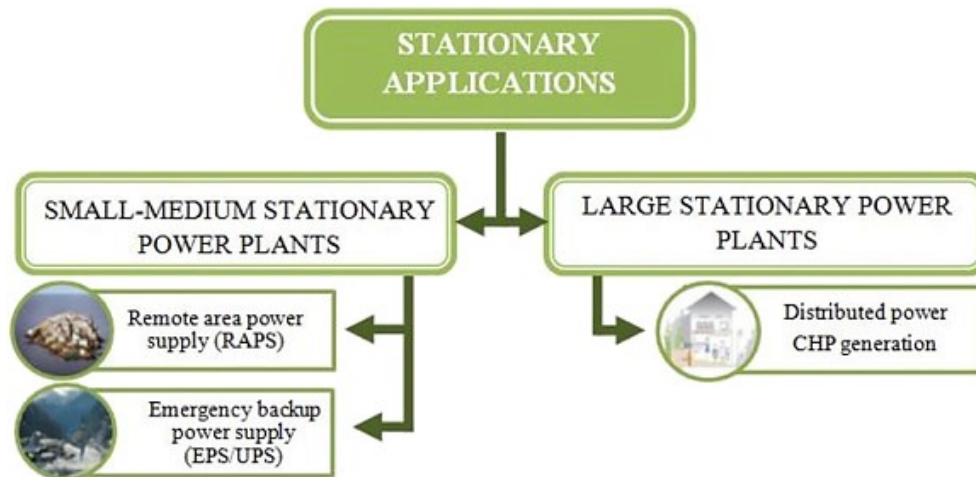 STATIONARY
APPLICATIONS
SMALL-MEDIUM STATIONARY
POWER PLANTS
LARGE STATIONARY POWER
PLANTS
Remote area power
supply (RAPS)
Emergency backup
power supply
(EPS/UPS)
Distributed power
CHP generation